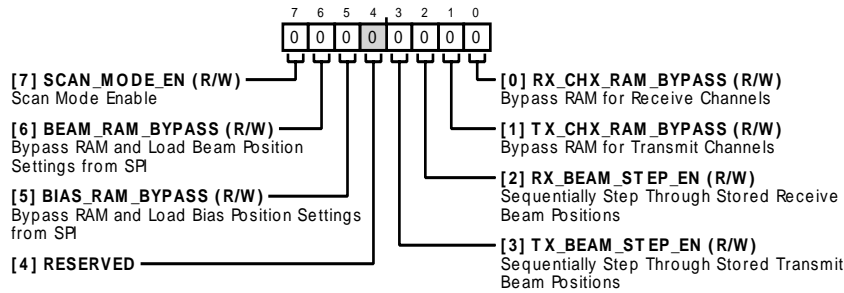 7 6 5 4 3 2 1 0
0 0 0 0 0 0 0 0
[7] SCAN_MODE_EN (R/W)
Scan Mode Enable
[6] BEAM_RAM_BYPASS (R/W)
Bypass RAM and Load Beam Position
Settings from SPI
[5] BIAS_RAM_BYPASS (R/W)
Bypass RAM and Load Bias Position Settings
from SPI
[4] RESERVED
[0] RX_CHX_RAM_BYPASS (R/W)
Bypass RAM for Receive Channels
[1] TX_CHX_RAM_BYPASS (R/W)
Bypass RAM for Transmit Channels
[2] RX_BEAM_STEP_EN (R/W)
Sequentially Step Through Stored Receive
Beam Positions
[3] TX_BEAM_STEP_EN (R/W)
Sequentially Step Through Stored Transmit
Beam Positions